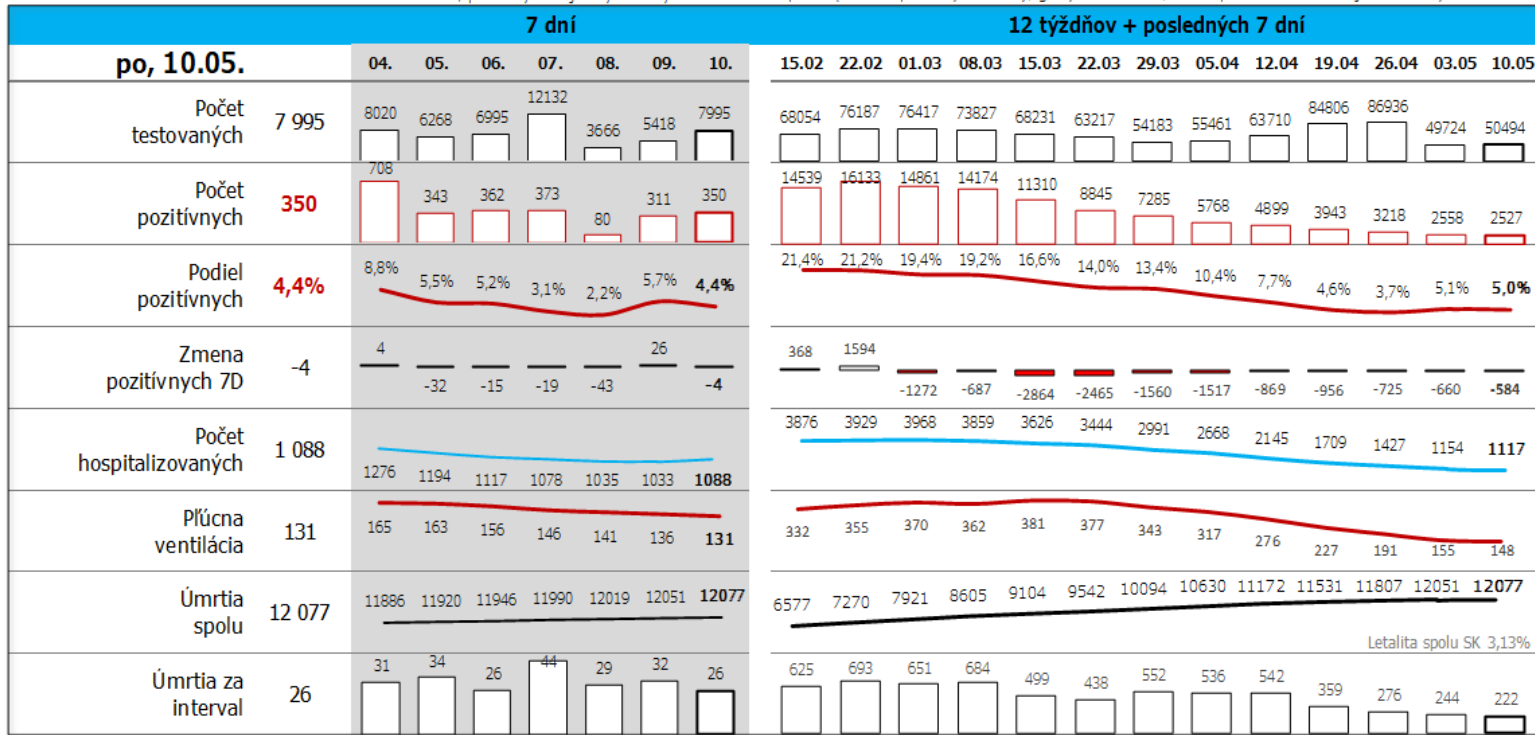 7 dní 12 týždňov + posledných 7 dní
po, 10.05. 04. 05. 06. 07. 08. 09. 10. 15.02 22.02 01.03 08.03 15.03 22.03 29.03 05.04 12.04 19.04 26.04 03.05 10.05
Počet testovaných 7 995 8020 6268 6995 12132 3666 5418 7995 68054 76187 76417 73827 68231 63217 54183 55461 63710 84806 86936 49724 50494
Počet pozitívnych 350 708 343 362 373 80 311 350 14539 16133 14861 14174 11310 8845 7285 5768 4899 3943 3218 2558 2527
Podiel pozitívnych 4,4% 8,8% 5,5% 5,2% 3,1% 2,2% 5,7% 4,4% 21,4% 21,2% 19,4% 19,2% 16,6% 14,0% 13,4% 10,4% 7,7% 4,6% 3,7% 5,1% 5,0%
Zmena pozitívnych 7D -4 4 -32 -15 -19 -43 26 -4 368 1594 -1272 -687 -2864 -2465 -1560 -1517 -869 -956 -725 -660 -584
Počet hospitalizovaných 1 088 1276 1194 1117 1078 1035 1033 1088 3876 3929 3968 3859 3626 3444 2991 2668 2145 1709 1427 1154 1117
Pľúcna ventilácia 131 165 163 156 146 141 136 131 332 355 370 362 381 377 343 317 276 227 191 155 148
Úmrtia spolu 12 077 11886 11920 11946 11990 12019 12051 12077 6577 7270 7921 8605 9104 9542 10094 10630 11172 11531 11807 12051 12077
Letalita spolu SK 3,13%
Úmrtia za interval 26 31 34 26 44 29 32 26 625 693 651 684 499 438 552 536 542 359 276 244 222